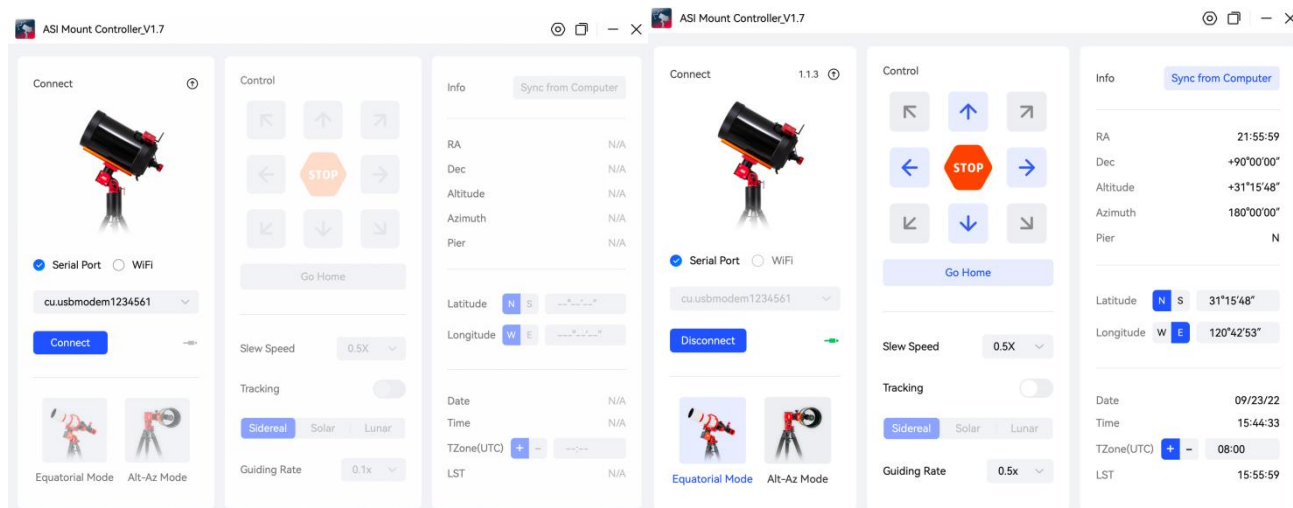 ASI Mount Controller_V1.7
Connect
Serial Port WiFi
cu.usbmodem1234561
Connect
Equatorial Mode Alt-Az Mode
Control
STOP
Go Home
Slew Speed 0.5X
Tracking
Sidereal Solar Lunar
Guiding Rate 0.1x
Info Sync from Computer
RA N/A
Dec N/A
Altitude N/A
Azimuth N/A
Pier N/A
Latitude N S --°--'--"
Longitude W E ---°--'--"
Date N/A
Time N/A
TZone(UTC) + - --:--
LST N/A
ASI Mount Controller_V1.7
Connect 1.1.3
Serial Port WiFi
cu.usbmodem1234561
Disconnect
Equatorial Mode Alt-Az Mode
Control
STOP
Go Home
Slew Speed 0.5X
Tracking
Sidereal Solar Lunar
Guiding Rate 0.5x
Info Sync from Computer
RA 21:55:59
Dec +90°00'00"
Altitude +31°15'48"
Azimuth 180°00'00"
Pier N
Latitude N S 31°15'48"
Longitude W E 120°42'53"
Date 09/23/22
Time 15:44:33
TZone(UTC) + - 08:00
LST 15:55:59